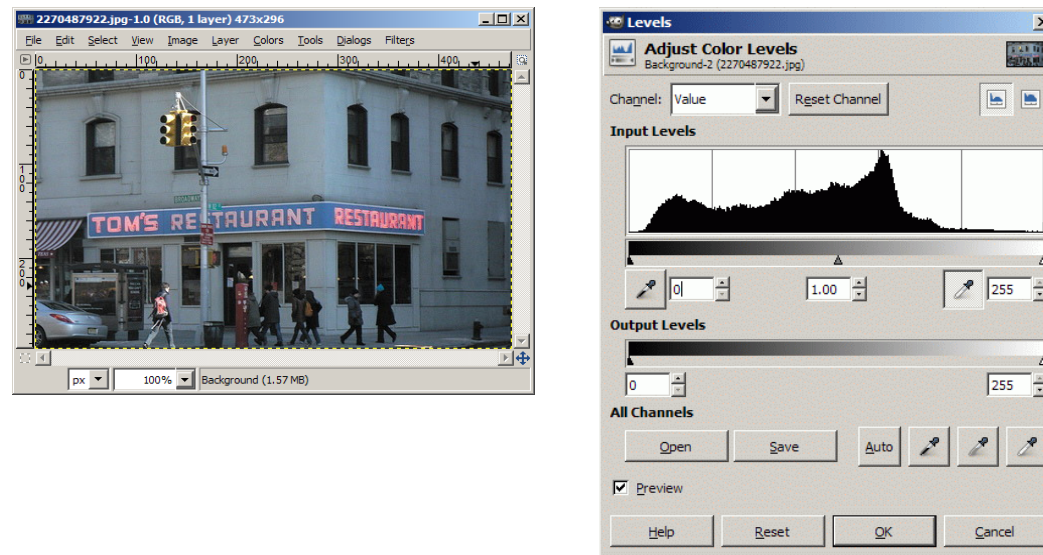 2270487922.jpg-1.0 (RGB, 1 layer) 473x296
File Edit Select View Image Layer Colors Tools Dialogs Filters
0 100 200 300 400
0
100
200
TOM'S RESTAURANT RESTAURANT
px 100% Background (1.57 MB)
Levels
Adjust Color Levels
Background-2 (2270487922.jpg)
Channel: Value Reset Channel
Input Levels
0 1.00 255
Output Levels
0 255
All Channels
Open Save Auto
Preview
Help Reset OK Cancel